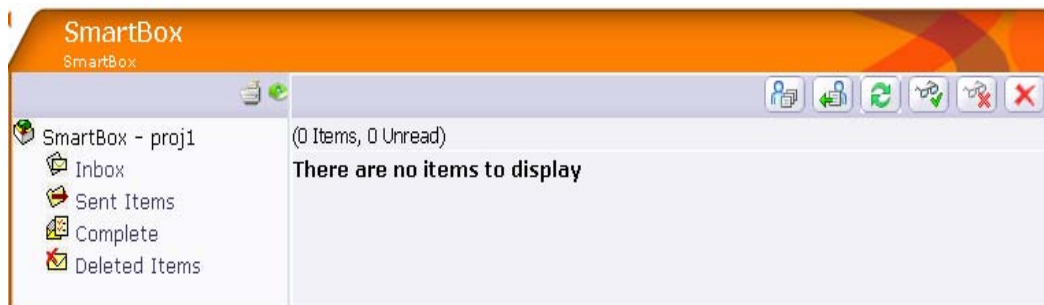 SmartBox
SmartBox
SmartBox - proj1
Inbox
Sent Items
Complete
Deleted Items
(0 Items, 0 Unread)
There are no items to display